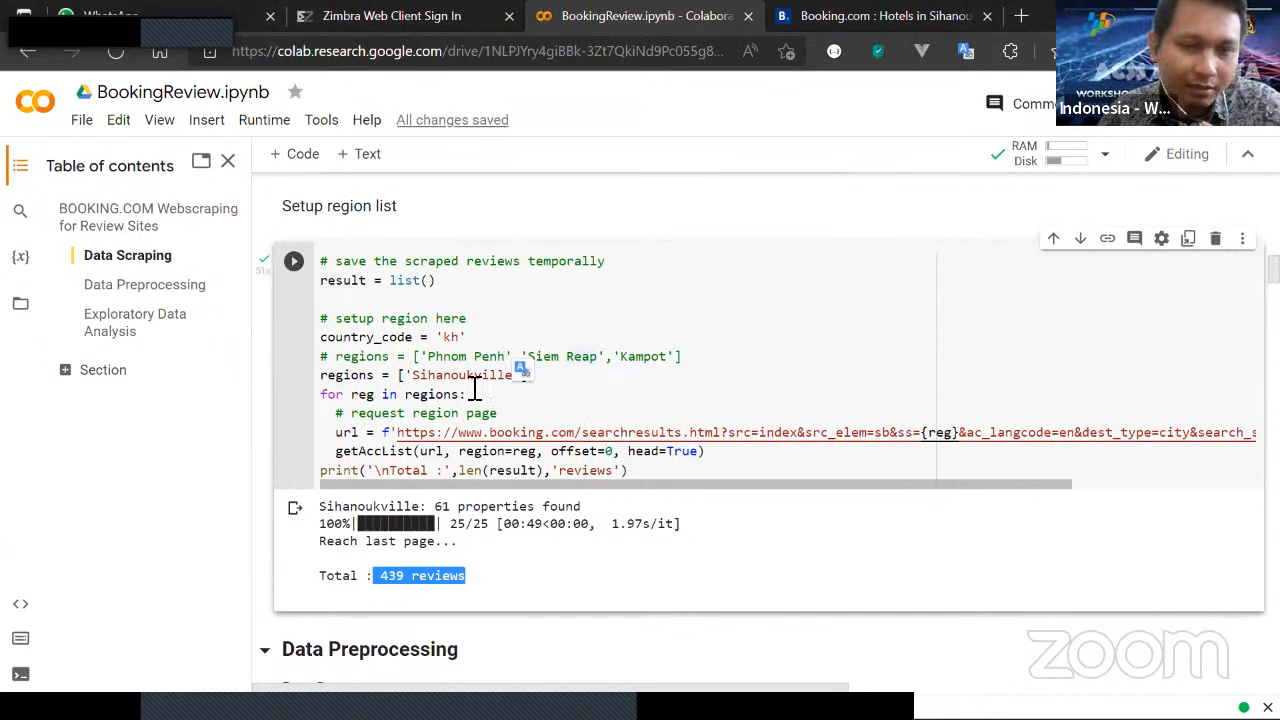 WhatsApp
Zimbra Web Client Sign In
BookingReview.ipynb - Colabora
Booking.com : Hotels in Sihanou
https://colab.research.google.com/drive/1NLPJYry4giBBk-3Zt7QkiNd9Pc055g8...
BookingReview.ipynb
Comme
WORKSHO
Indonesia - W...
File Edit View Insert Runtime Tools Help All changes saved
Table of contents
+ Code + Text
RAM
Disk
Editing
BOOKING.COM Webscraping
for Review Sites
Data Scraping
Data Preprocessing
Exploratory Data
Analysis
Section
Setup region list
51s
# save the scraped reviews temporally
result = list()
# setup region here
country_code = 'kh'
# regions = ['Phnom Penh','Siem Reap','Kampot']
regions = ['Sihanoukville
for reg in regions:
# request region page
url = f'https://www.booking.com/searchresults.html?src=index&src_elem=sb&ss={reg}&ac_langcode=en&dest_type=city&search_s
getAccList(url, region=reg, offset=0, head=True)
print('\nTotal :',len(result),'reviews')
Sihanoukville: 61 properties found
100%| | 25/25 [00:49<00:00, 1.97s/it]
Reach last page...
Total : 439 reviews
Data Preprocessing
zoom